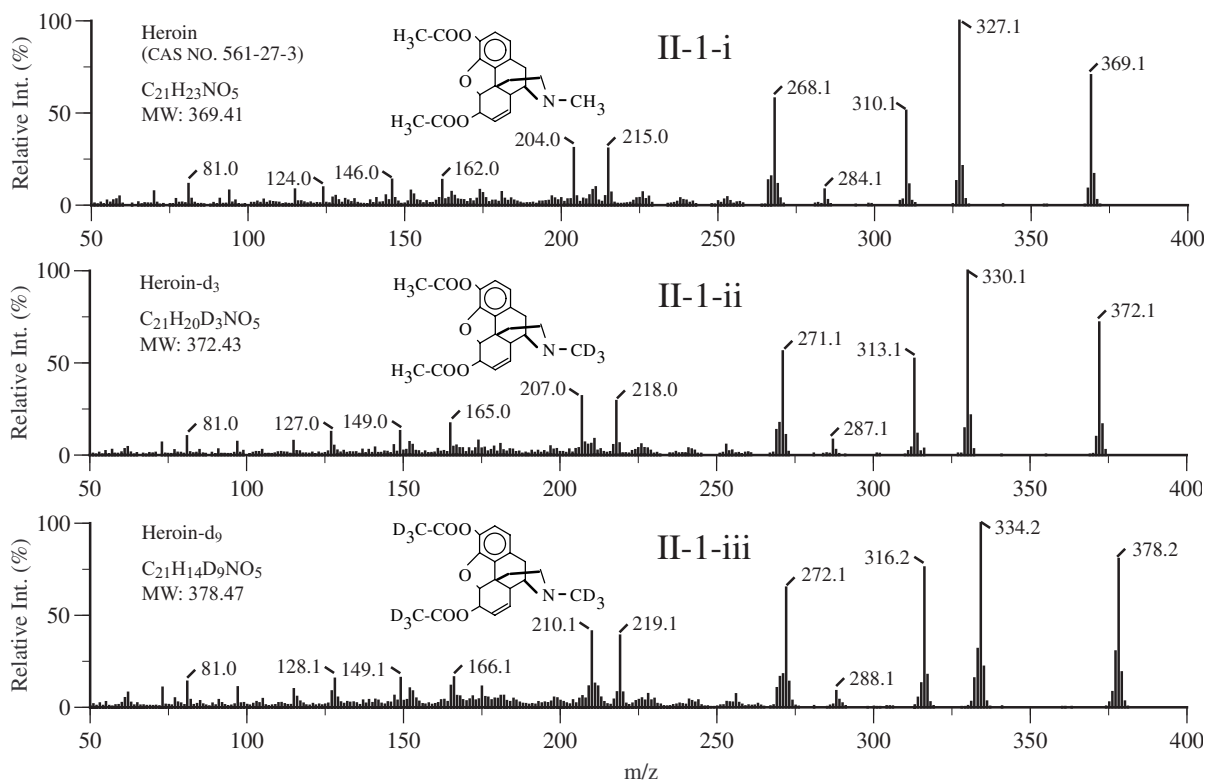 100
50
0
Relative Int. (%)
Heroin
(CAS NO. 561-27-3)
C21H23NO5
MW: 369.41
H3C-COO
O
N—CH3
H3C-COO
II-1-i
81.0
124.0
146.0
162.0
204.0
215.0
268.1
284.1
310.1
327.1
369.1
50
100
150
200
250
300
350
400
100
50
0
Relative Int. (%)
Heroin-d3
C21H20D3NO5
MW: 372.43
H3C-COO
O
N—CD3
H3C-COO
II-1-ii
81.0
127.0
149.0
165.0
207.0
218.0
271.1
287.1
313.1
330.1
372.1
50
100
150
200
250
300
350
400
100
50
0
Relative Int. (%)
Heroin-d9
C21H14D9NO5
MW: 378.47
D3C-COO
O
N—CD3
D3C-COO
II-1-iii
81.0
128.1
149.1
166.1
210.1
219.1
272.1
288.1
316.2
334.2
378.2
50
100
150
200
250
300
350
400
m/z